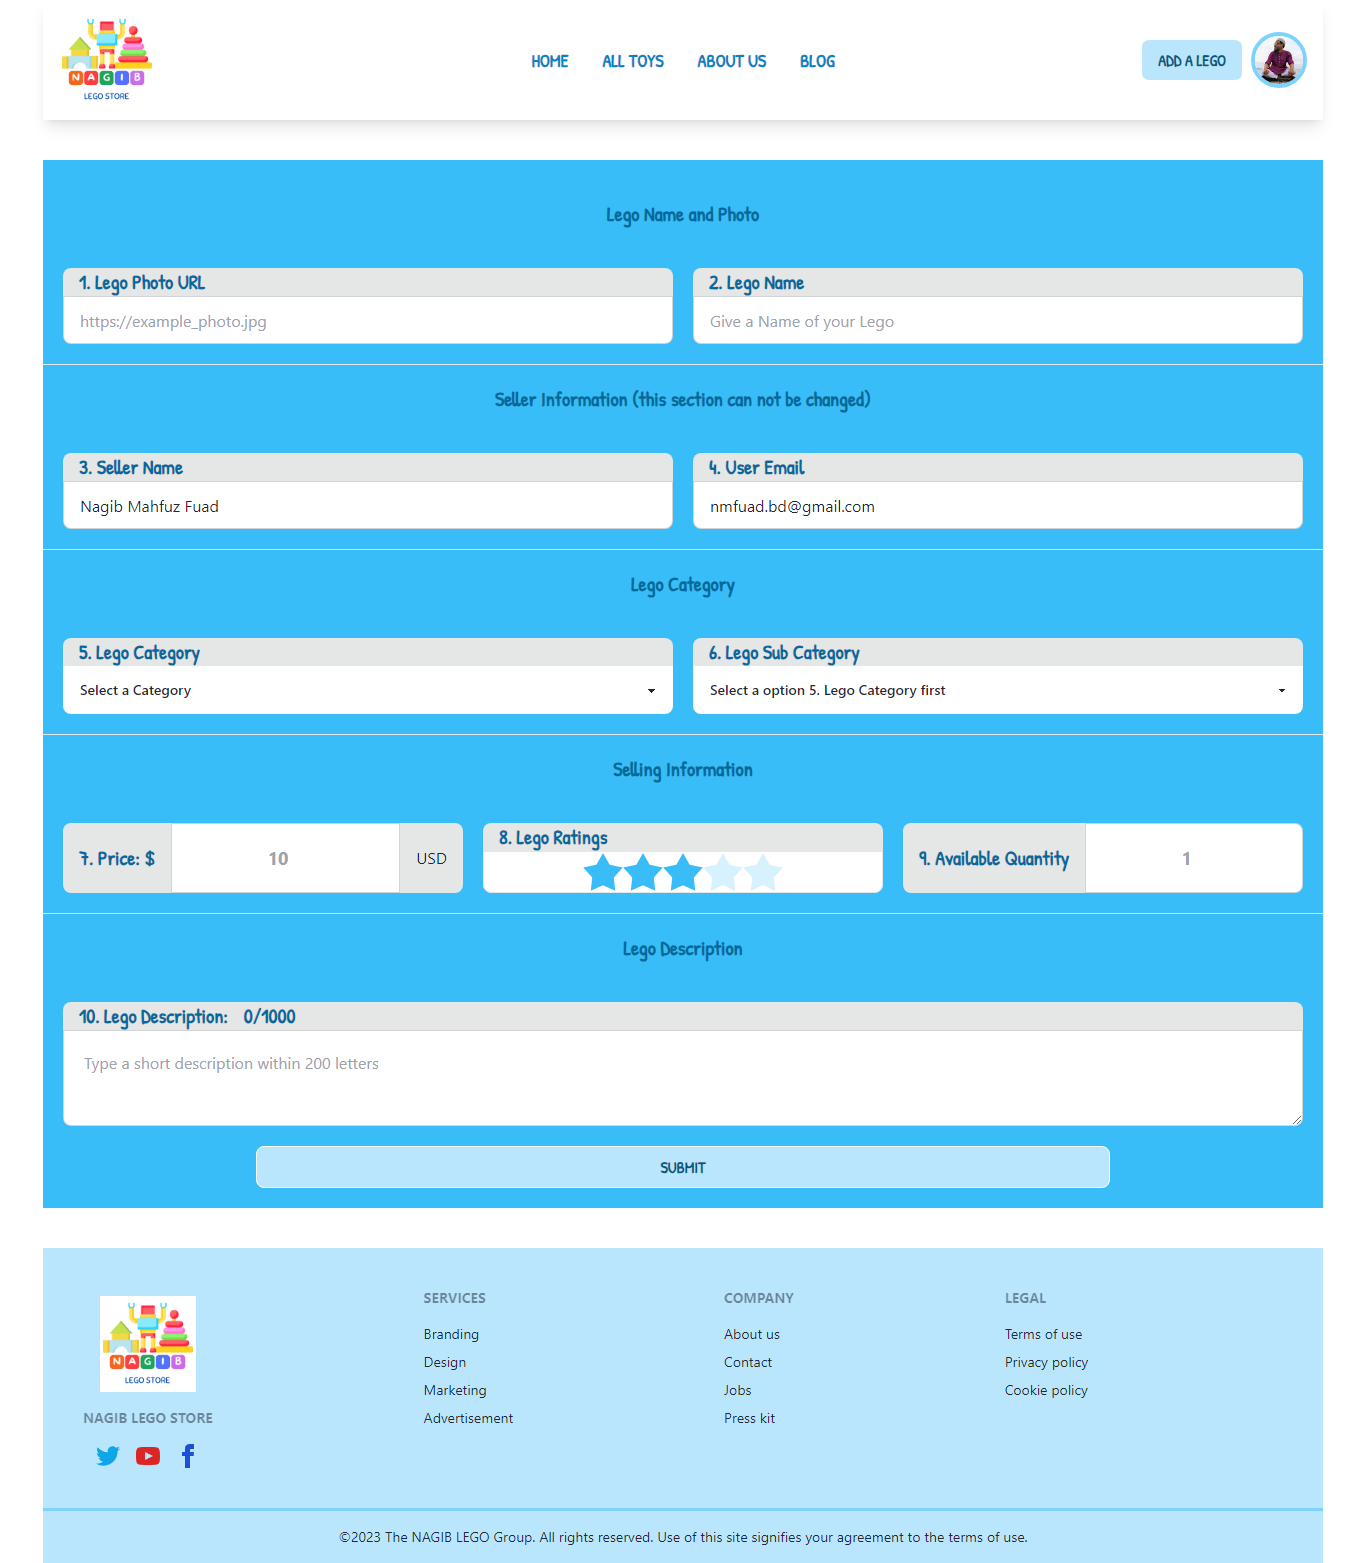 NAGIB
LEGO STORE
HOME ALL TOYS ABOUT US BLOG
ADD A LEGO
Lego Name and Photo
1. Lego Photo URL
https://example_photo.jpg
2. Lego Name
Give a Name of your Lego
Seller Information (this section can not be changed)
3. Seller Name
Nagib Mahfuz Fuad
4. User Email
nmfuad.bd@gmail.com
Lego Category
5. Lego Category
Select a Category
6. Lego Sub Category
Select a option 5. Lego Category first
Selling Information
7. Price: $ 10 USD
8. Lego Ratings
9. Available Quantity 1
Lego Description
10. Lego Description: 0/1000
Type a short description within 200 letters
SUBMIT
NAGIB
LEGO STORE
NAGIB LEGO STORE
SERVICES
Branding
Design
Marketing
Advertisement
COMPANY
About us
Contact
Jobs
Press kit
LEGAL
Terms of use
Privacy policy
Cookie policy
©2023 The NAGIB LEGO Group. All rights reserved. Use of this site signifies your agreement to the terms of use.